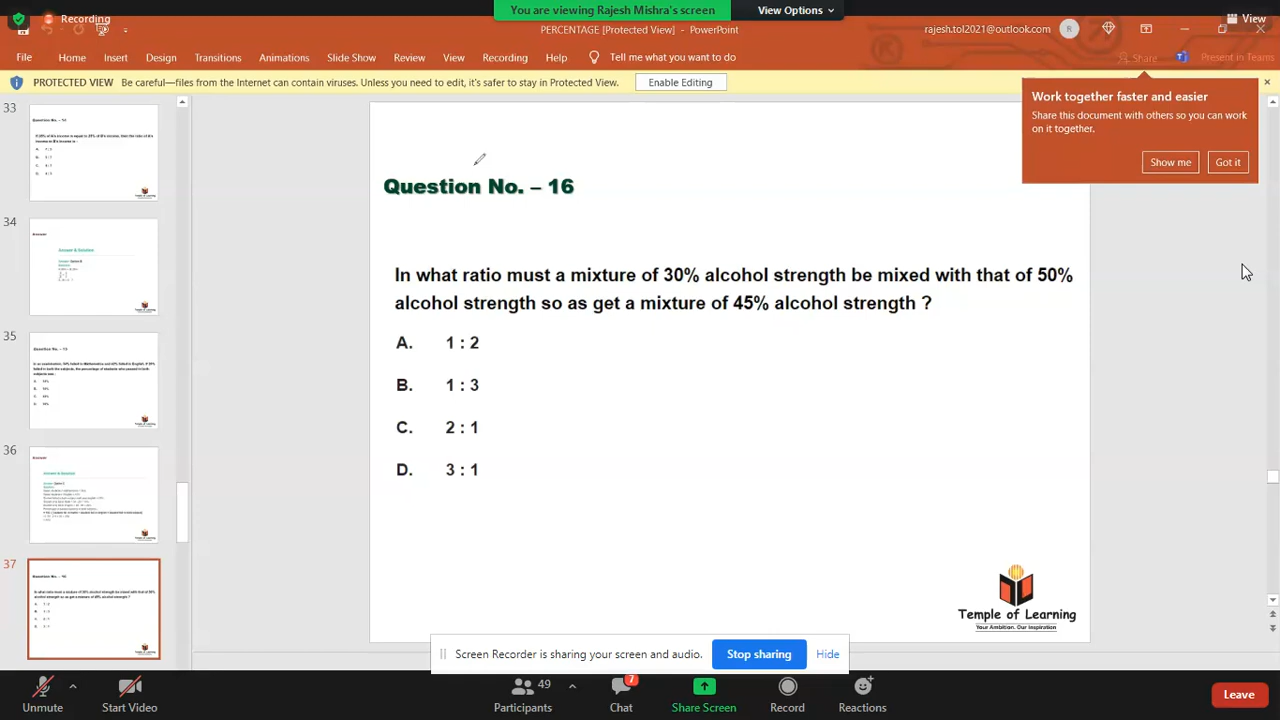 Recording
You are viewing Rajesh Mishra's screen
View Options
View
PERCENTAGE [Protected View] - PowerPoint
rajesh.tol2021@outlook.com
R
File Home Insert Design Transitions Animations Slide Show Review View Recording Help Tell me what you want to do
Share
Present in Teams
PROTECTED VIEW Be careful—files from the Internet can contain viruses. Unless you need to edit, it's safer to stay in Protected View.
Enable Editing
Work together faster and easier
Share this document with others so you can work
on it together.
Show me
Got it
33
34
35
36
37
Question No. – 16
In what ratio must a mixture of 30% alcohol strength be mixed with that of 50%
alcohol strength so as get a mixture of 45% alcohol strength ?
A. 1 : 2
B. 1 : 3
C. 2 : 1
D. 3 : 1
Temple of Learning
Your Ambition. Our Inspiration
Screen Recorder is sharing your screen and audio.
Stop sharing
Hide
Unmute
Start Video
49
Participants
7
Chat
Share Screen
Record
Reactions
Leave